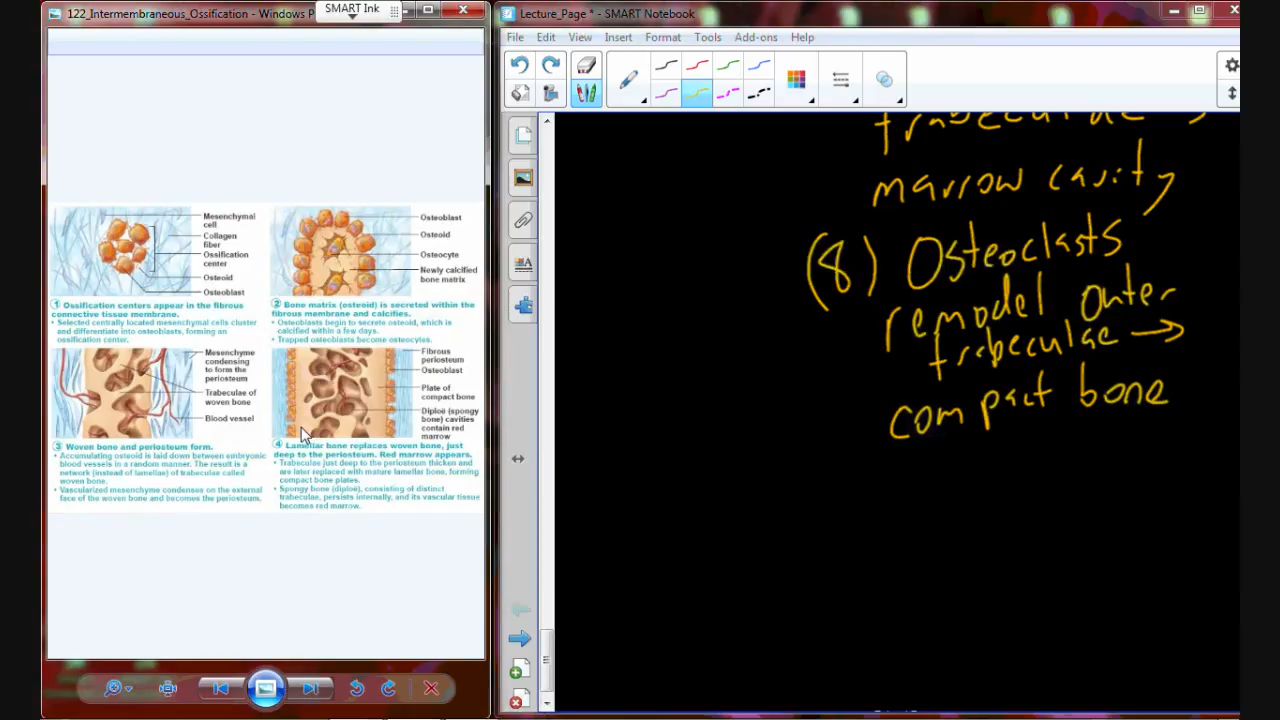 122_Intermembraneous_Ossification - Windows P
SMART Ink
Lecture_Page * - SMART Notebook
File Edit View Insert Format Tools Add-ons Help
Mesenchymal
cell
Collagen
fiber
Ossification
center
Osteoid
Osteoblast
① Ossification centers appear in the fibrous
connective tissue membrane.
• Selected centrally located mesenchymal cells cluster
and differentiate into osteoblasts, forming an
ossification center.
Osteoblast
Osteoid
Osteocyte
Newly calcified
bone matrix
② Bone matrix (osteoid) is secreted within the
fibrous membrane and calcifies.
• Osteoblasts begin to secrete osteoid, which is
calcified within a few days.
• Trapped osteoblasts become osteocytes.
Mesenchyme
condensing
to form the
periosteum
Trabeculae of
woven bone
Blood vessel
③ Woven bone and periosteum form.
• Accumulating osteoid is laid down between embryonic
blood vessels in a random manner. The result is a
network (instead of lamellae) of trabeculae called
woven bone.
• Vascularized mesenchyme condenses on the external
face of the woven bone and becomes the periosteum.
Fibrous
periosteum
Osteoblast
Plate of
compact bone
Diploë (spongy
bone) cavities
contain red
marrow
④ Lamellar bone replaces woven bone, just
deep to the periosteum. Red marrow appears.
• Trabeculae just deep to the periosteum thicken and
are later replaced with mature lamellar bone, forming
compact bone plates.
• Spongy bone (diploë), consisting of distinct
trabeculae, persists internally, and its vascular tissue
becomes red marrow.
trabeculae
marrow cavity
(8) Osteoclasts
remodel outer
trabeculae →
compact bone